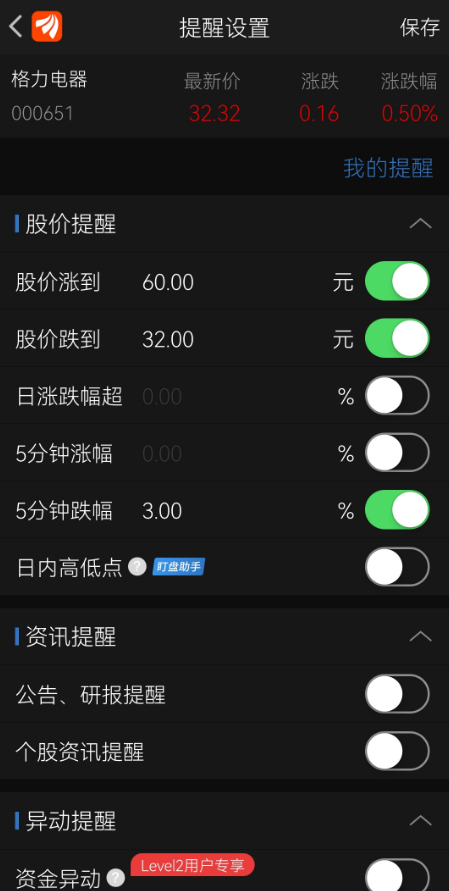 提醒设置 保存
格力电器 最新价 涨跌 涨跌幅
000651 32.32 0.16 0.50%
我的提醒
股价提醒
股价涨到 60.00 元
股价跌到 32.00 元
日涨跌幅超 0.00 %
5分钟涨幅 0.00 %
5分钟跌幅 3.00 %
日内高低点 ? 盯盘助手
资讯提醒
公告、研报提醒
个股资讯提醒
异动提醒
资金异动 ? Level2用户专享